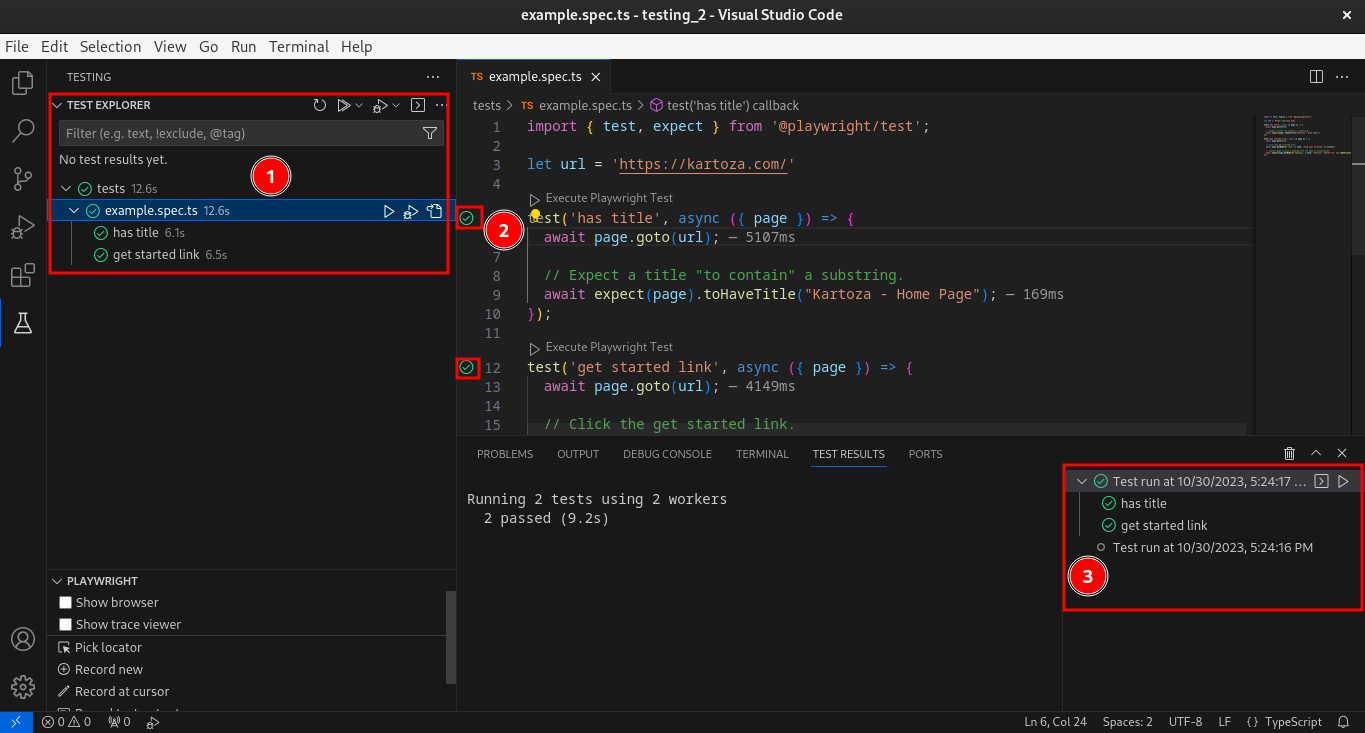 example.spec.ts - testing_2 - Visual Studio Code
File Edit Selection View Go Run Terminal Help
TESTING
TEST EXPLORER
Filter (e.g. text, !exclude, @tag)
No test results yet.
1
tests 12.6s
example.spec.ts 12.6s
has title 6.1s
get started link 6.5s
PLAYWRIGHT
Show browser
Show trace viewer
Pick locator
Record new
Record at cursor
TS example.spec.ts
tests > TS example.spec.ts > test('has title') callback
1 import { test, expect } from '@playwright/test';
2
3 let url = 'https://kartoza.com/'
4
Execute Playwright Test
2
test('has title', async ({ page }) => {
await page.goto(url); — 5107ms
7
8 // Expect a title "to contain" a substring.
9 await expect(page).toHaveTitle("Kartoza - Home Page"); — 169ms
10 });
11
Execute Playwright Test
12 test('get started link', async ({ page }) => {
13 await page.goto(url); — 4149ms
14
15 // Click the get started link.
PROBLEMS OUTPUT DEBUG CONSOLE TERMINAL TEST RESULTS PORTS
Running 2 tests using 2 workers
2 passed (9.2s)
Test run at 10/30/2023, 5:24:17 ...
has title
get started link
Test run at 10/30/2023, 5:24:16 PM
3
0 0 0
Ln 6, Col 24 Spaces: 2 UTF-8 LF { } TypeScript